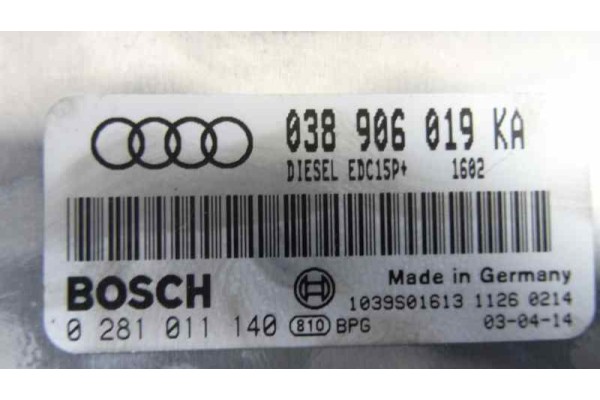 038 906 019 KA
DIESEL EDC15P+ 1602
BOSCH
Made in Germany
1039S01613 1126 0214
0 281 011 140 810 BPG 03-04-14